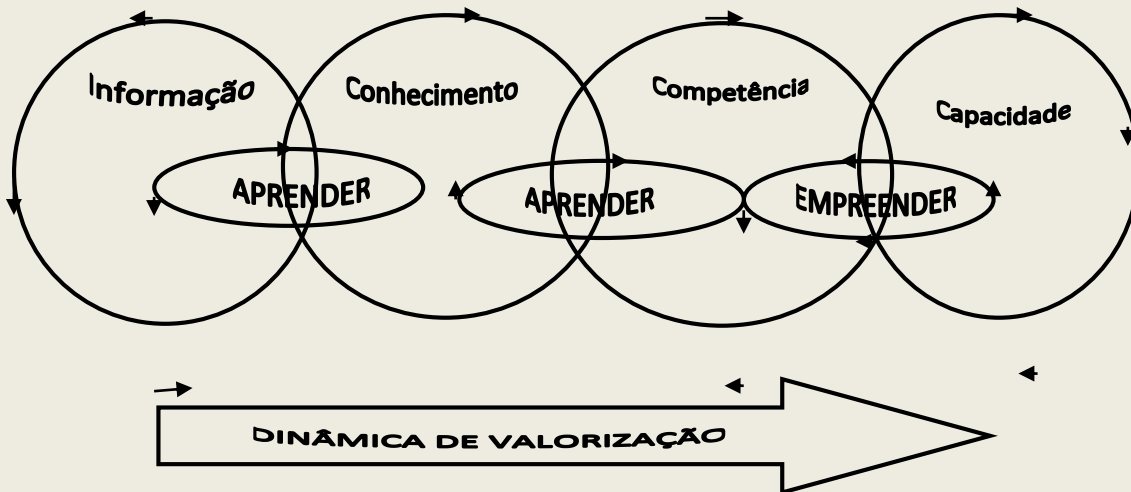 Informação
Conhecimento
Competência
Capacidade
APRENDER
APRENDER
EMPREENDER
DINÂMICA DE VALORIZAÇÃO